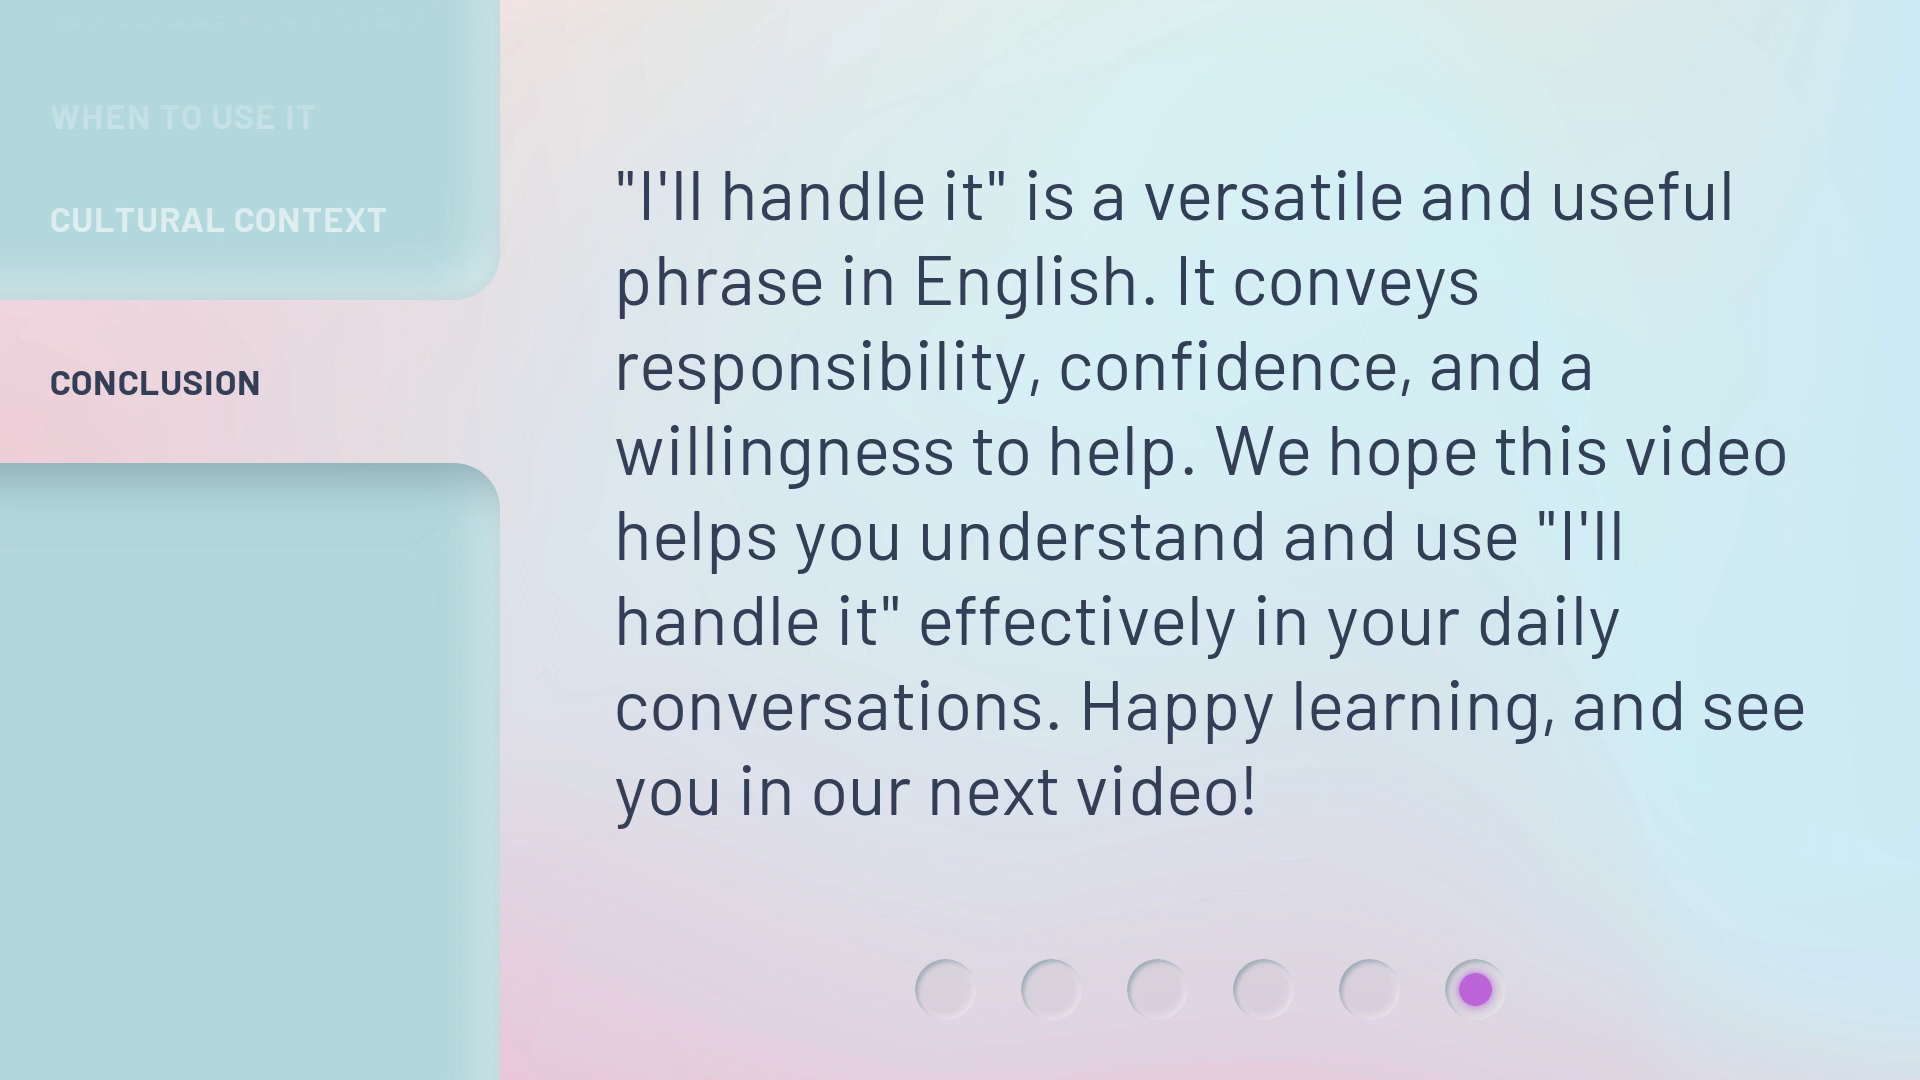 WHEN TO USE IT
CULTURAL CONTEXT
CONCLUSION
"I'll handle it" is a versatile and useful
phrase in English. It conveys
responsibility, confidence, and a
willingness to help. We hope this video
helps you understand and use "I'll
handle it" effectively in your daily
conversations. Happy learning, and see
you in our next video!